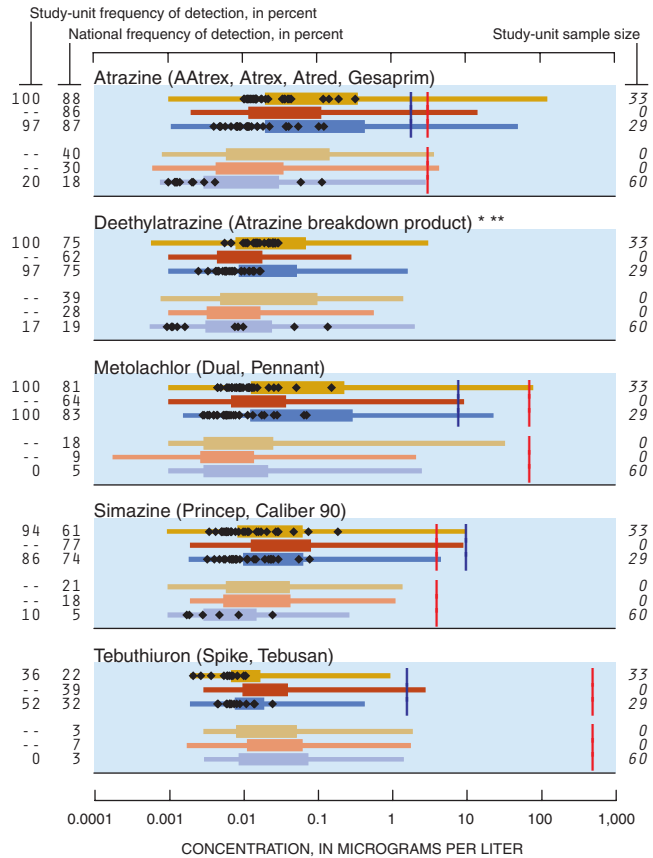 Study-unit frequency of detection, in percent
National frequency of detection, in percent
Study-unit sample size
Atrazine (AAtrex, Atrex, Atred, Gesaprim)
100 88 33
-- 86 0
97 87 29
-- 40 0
-- 30 0
20 18 60
Deethylatrazine (Atrazine breakdown product) * **
100 75 33
-- 62 0
97 75 29
-- 39 0
-- 28 0
17 19 60
Metolachlor (Dual, Pennant)
100 81 33
-- 64 0
100 83 29
-- 18 0
-- 9 0
0 5 60
Simazine (Princep, Caliber 90)
94 61 33
-- 77 0
86 74 29
-- 21 0
-- 18 0
10 5 60
Tebuthiuron (Spike, Tebusan)
36 22 33
-- 39 0
52 32 29
-- 3 0
-- 7 0
0 3 60
0.0001 0.001 0.01 0.1 1 10 100 1,000
CONCENTRATION, IN MICROGRAMS PER LITER